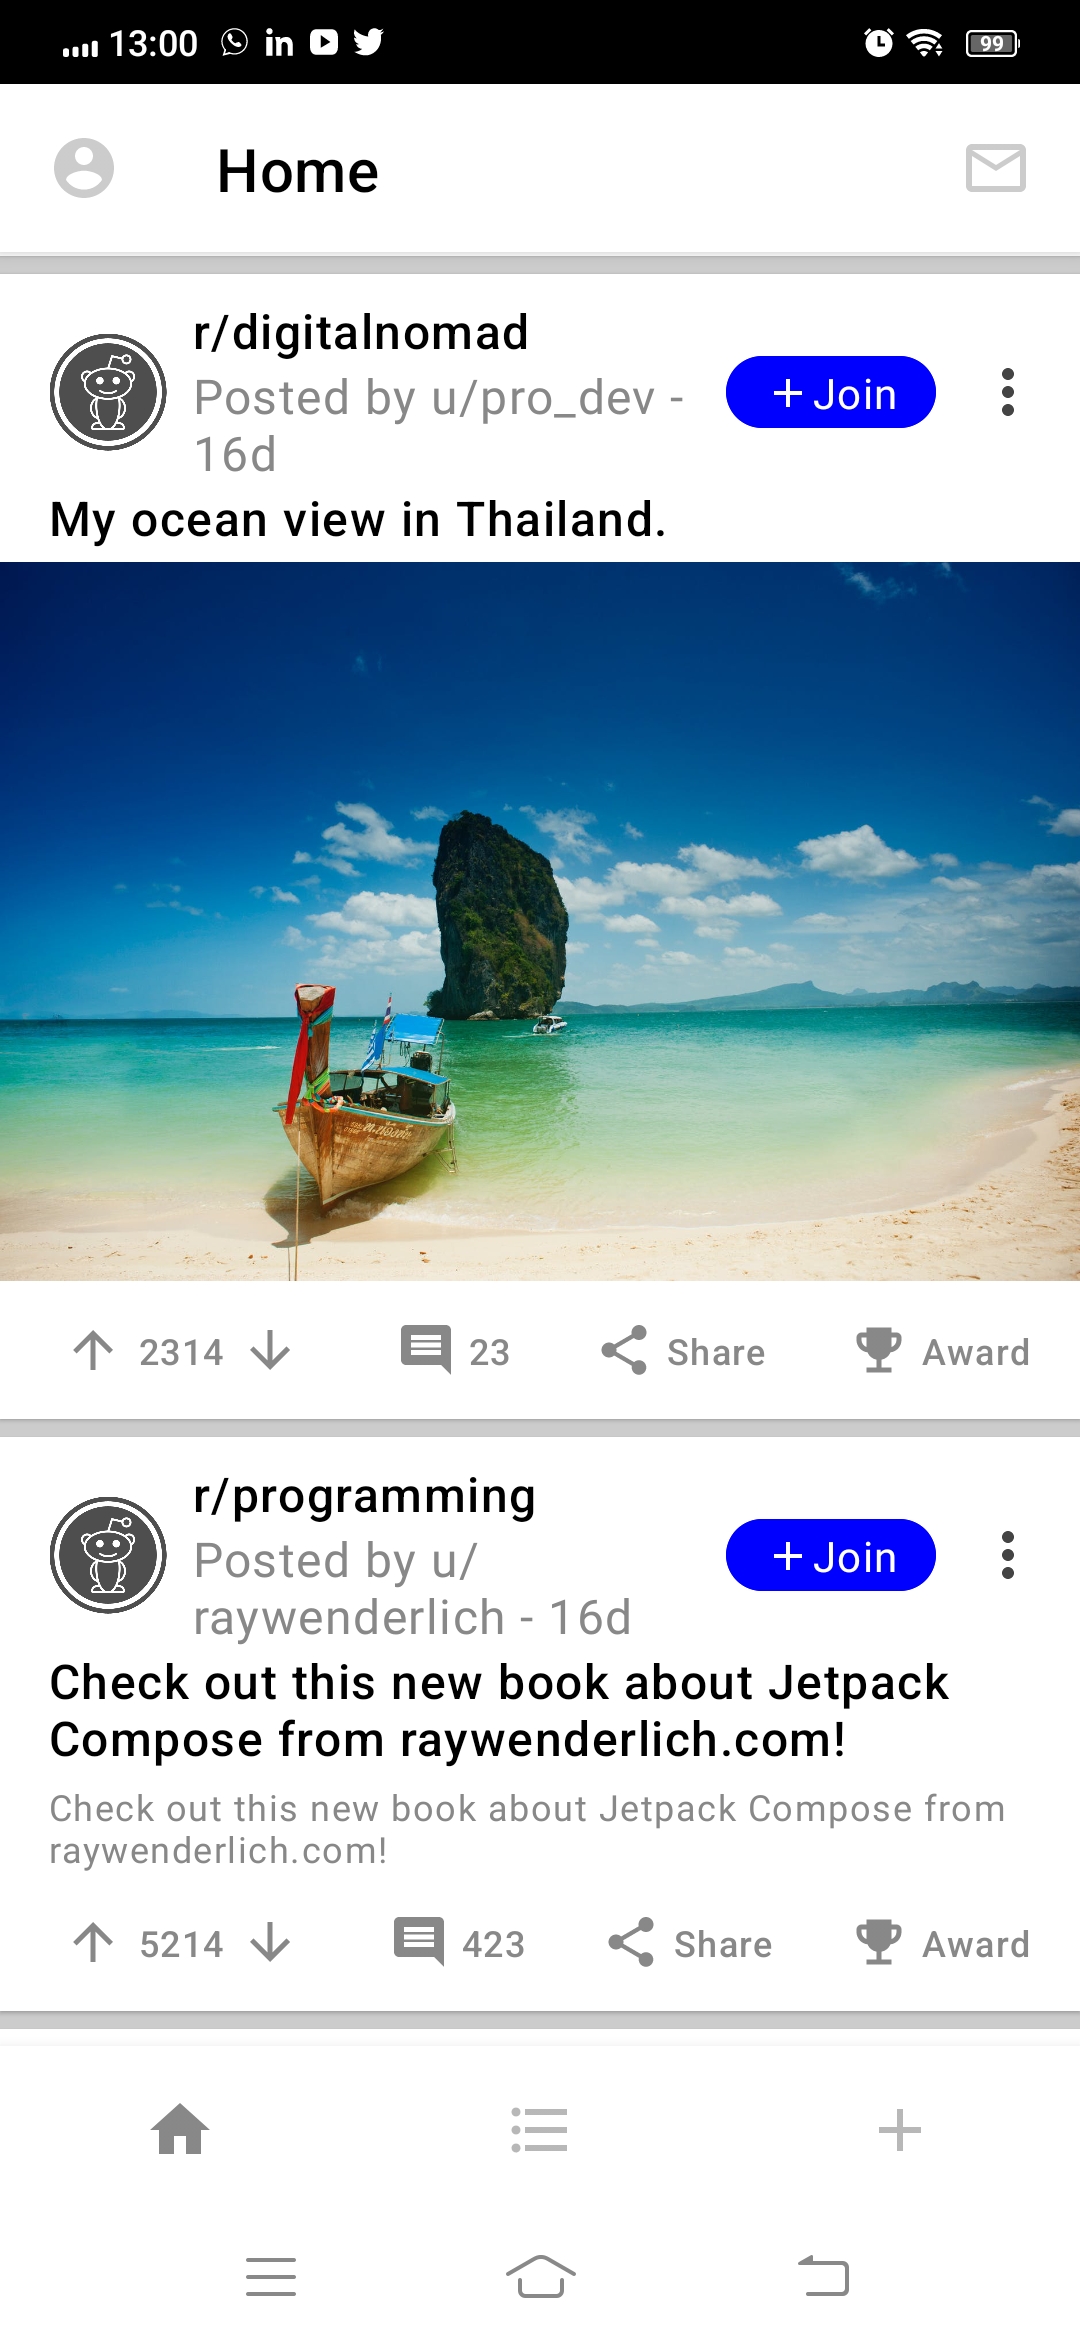 13:00
99
Home
r/digitalnomad
Posted by u/pro_dev -
16d
+ Join
My ocean view in Thailand.
2314
23
Share
Award
r/programming
Posted by u/
raywenderlich - 16d
+ Join
Check out this new book about Jetpack
Compose from raywenderlich.com!
Check out this new book about Jetpack Compose from
raywenderlich.com!
5214
423
Share
Award